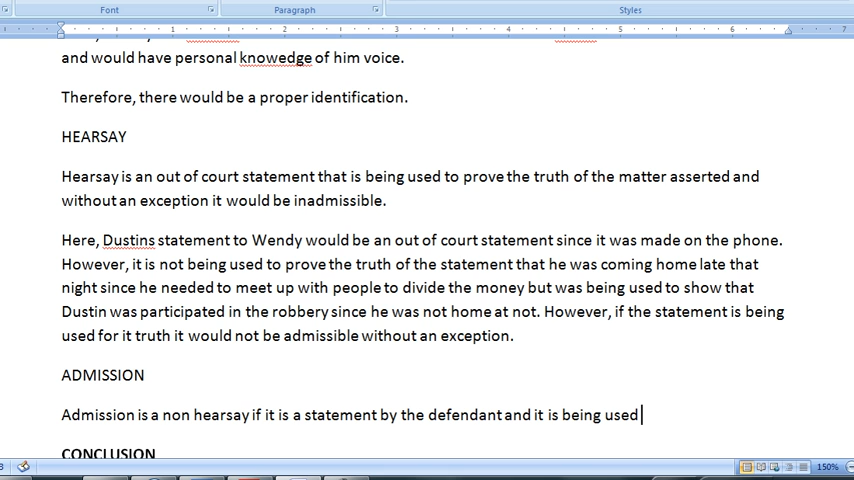 Font
Paragraph
Styles
1
2
3
4
5
6
7
and would have personal knowedge of him voice.
Therefore, there would be a proper identification.
HEARSAY
Hearsay is an out of court statement that is being used to prove the truth of the matter asserted and
without an exception it would be inadmissible.
Here, Dustins statement to Wendy would be an out of court statement since it was made on the phone.
However, it is not being used to prove the truth of the statement that he was coming home late that
night since he needed to meet up with people to divide the money but was being used to show that
Dustin was participated in the robbery since he was not home at not. However, if the statement is being
used for it truth it would not be admissible without an exception.
ADMISSION
Admission is a non hearsay if it is a statement by the defendant and it is being used
CONCLUSION
150%